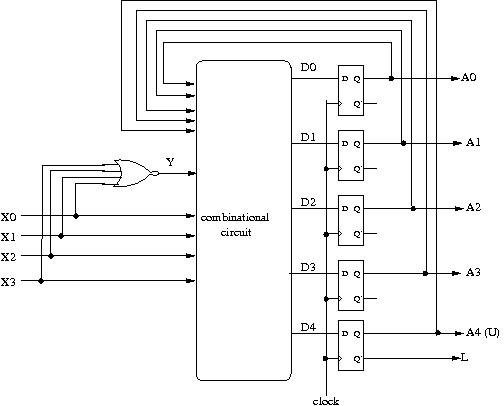 D0
D Q
Q'
A0
D1
D Q
Q'
A1
Y
D2
D Q
Q'
A2
X0
X1
X2
X3
combinational
circuit
D3
D Q
Q'
A3
D4
D Q
Q'
A4 (U)
L
clock